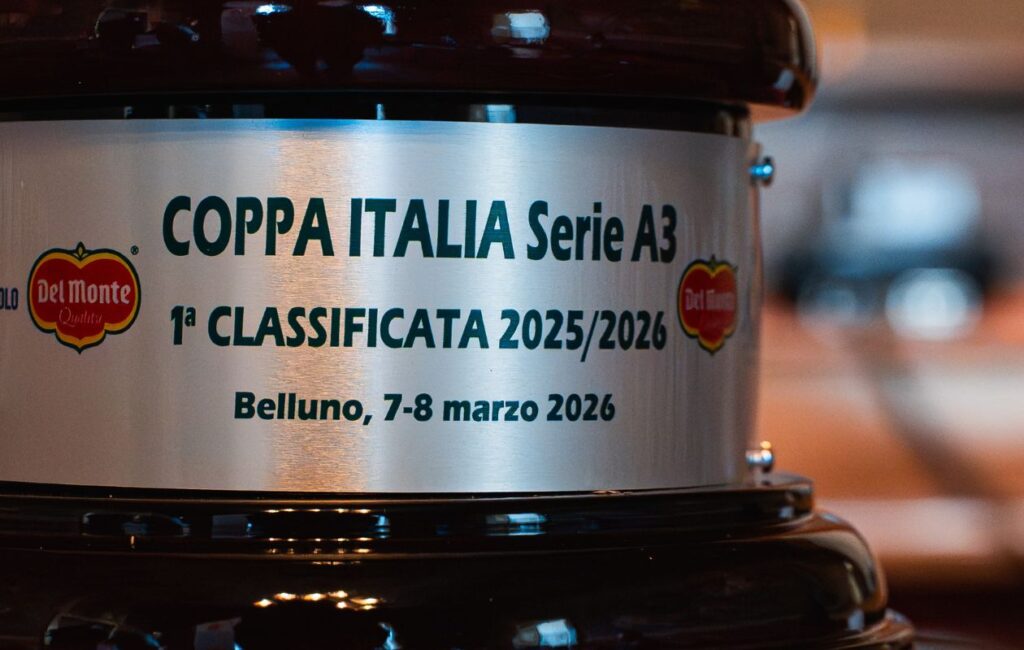 COPPA ITALIA Serie A3
OLO
Del Monte
Quality
®
Del Monte
1ª CLASSIFICATA 2025/2026
Belluno, 7-8 marzo 2026